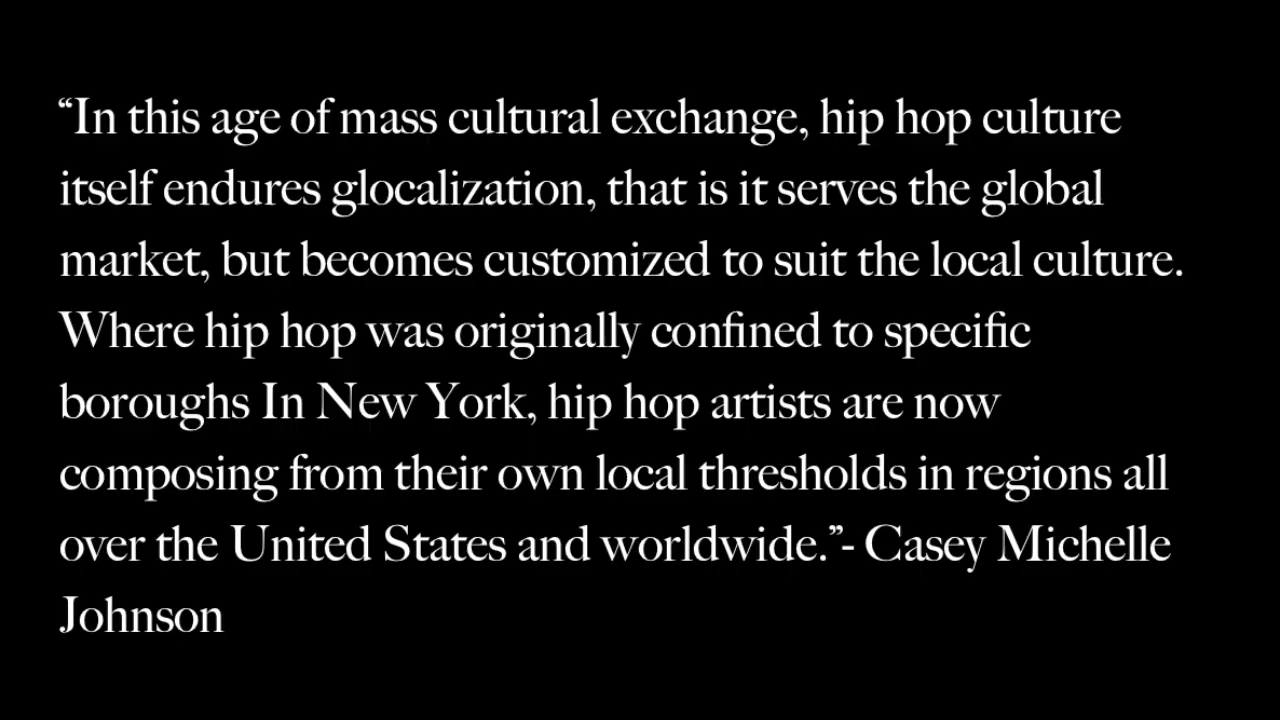 “In this age of mass cultural exchange, hip hop culture
itself endures glocalization, that is it serves the global
market, but becomes customized to suit the local culture.
Where hip hop was originally confined to specific
boroughs In New York, hip hop artists are now
composing from their own local thresholds in regions all
over the United States and worldwide.”- Casey Michelle
Johnson